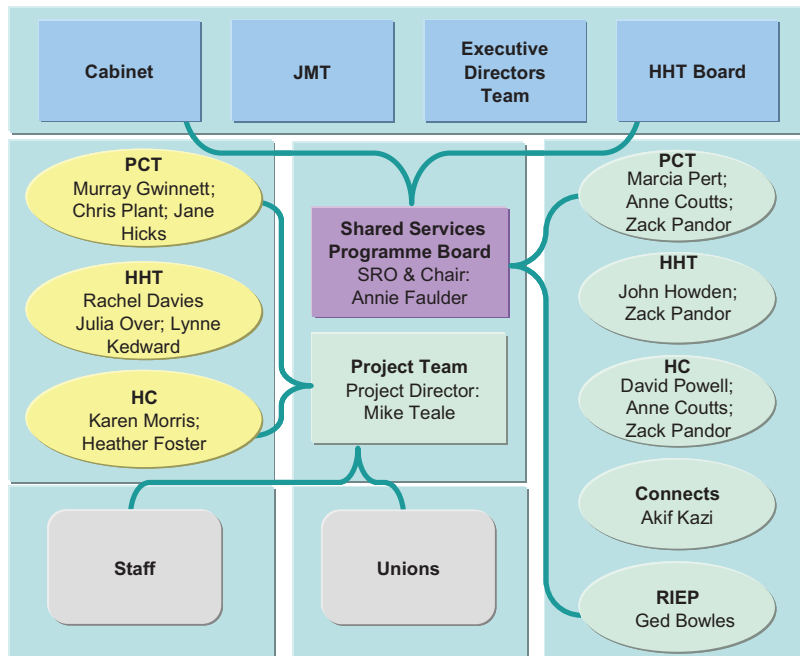 Cabinet
JMT
Executive
Directors
Team
HHT Board
PCT
Murray Gwinnett;
Chris Plant; Jane
Hicks
HHT
Rachel Davies
Julia Over; Lynne
Kedward
HC
Karen Morris;
Heather Foster
Shared Services
Programme Board
SRO & Chair:
Annie Faulder
Project Team
Project Director:
Mike Teale
PCT
Marcia Pert;
Anne Coutts;
Zack Pandor
HHT
John Howden;
Zack Pandor
HC
David Powell;
Anne Coutts;
Zack Pandor
Connects
Akif Kazi
RIEP
Ged Bowles
Staff
Unions